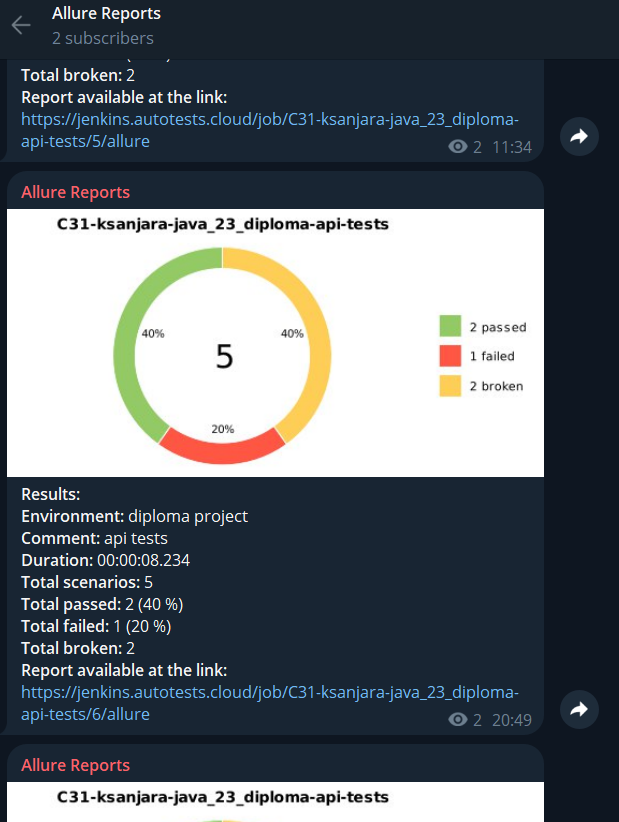 Allure Reports
2 subscribers
Total broken: 2
Report available at the link:
https://jenkins.autotests.cloud/job/C31-ksanjara-java_23_diploma-
api-tests/5/allure
2 11:34
Allure Reports
C31-ksanjara-java_23_diploma-api-tests
40%
40%
5
20%
2 passed
1 failed
2 broken
Results:
Environment: diploma project
Comment: api tests
Duration: 00:00:08.234
Total scenarios: 5
Total passed: 2 (40 %)
Total failed: 1 (20 %)
Total broken: 2
Report available at the link:
https://jenkins.autotests.cloud/job/C31-ksanjara-java_23_diploma-
api-tests/6/allure
2 20:49
Allure Reports
C31-ksanjara-java_23_diploma-api-tests